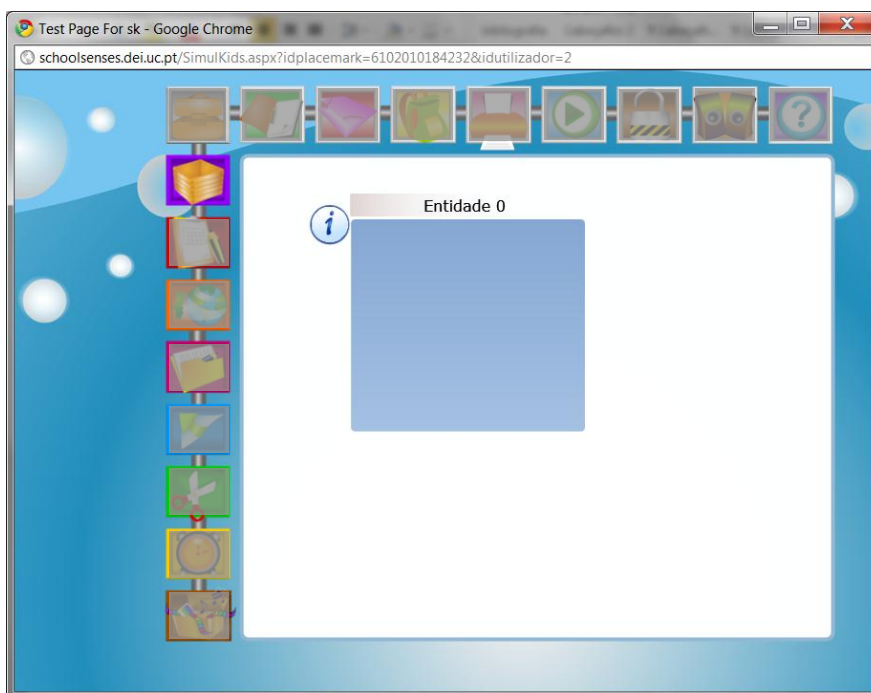 Test Page For sk - Google Chrome
schoolsenses.dei.uc.pt/SimulKids.aspx?idplacemark=6102010184232&idutilizador=2
?
i
Entidade 0